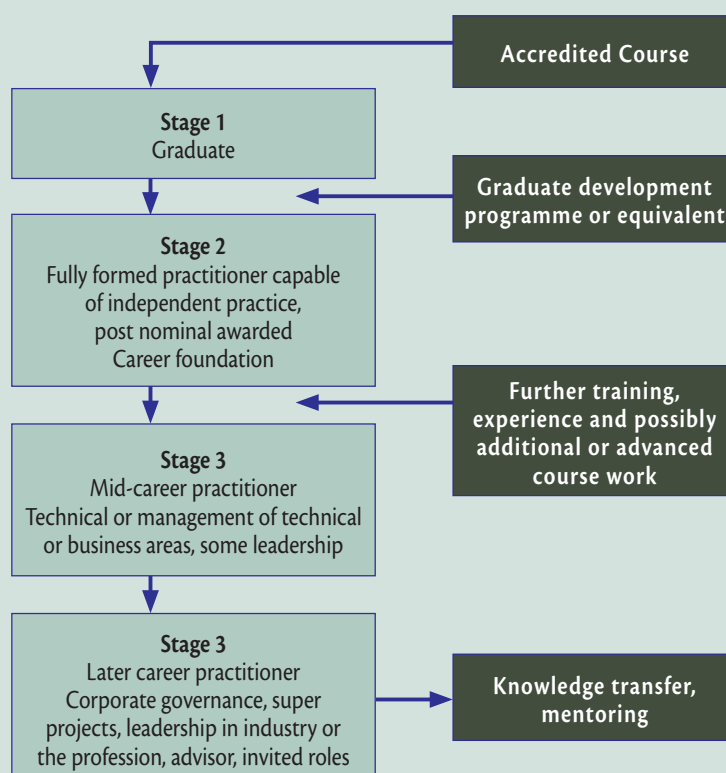 Accredited Course
Stage 1
Graduate
Graduate development
programme or equivalent
Stage 2
Fully formed practitioner capable
of independent practice,
post nominal awarded
Career foundation
Further training,
experience and possibly
additional or advanced
course work
Stage 3
Mid-career practitioner
Technical or management of technical
or business areas, some leadership
Stage 3
Later career practitioner
Corporate governance, super
projects, leadership in industry or
the profession, advisor, invited roles
Knowledge transfer,
mentoring